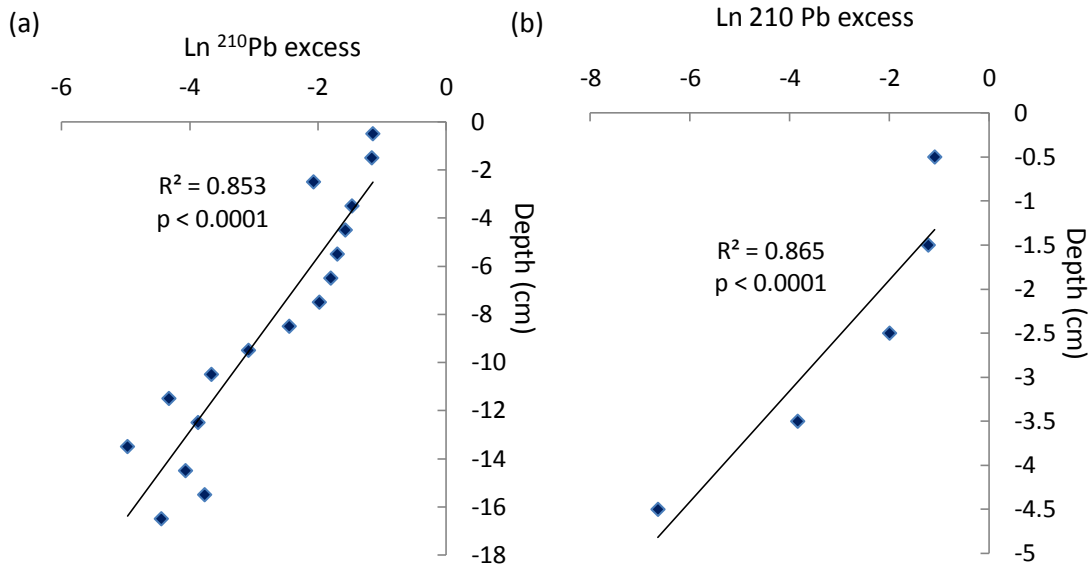 (a)
Ln ²¹⁰Pb excess
-6 -4 -2 0
0
-2
-4
-6
-8
-10
-12
-14
-16
-18
Depth (cm)
R² = 0.853
p < 0.0001
(b)
Ln 210 Pb excess
-8 -6 -4 -2 0
0
-0.5
-1
-1.5
-2
-2.5
-3
-3.5
-4
-4.5
-5
Depth (cm)
R² = 0.865
p < 0.0001